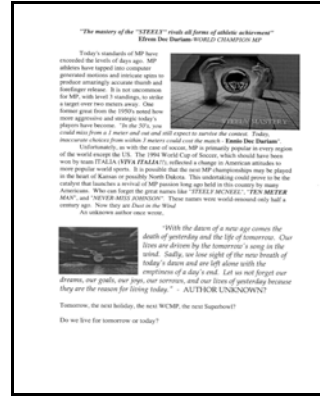 "The mastery of the "STEELY" rivals all forms of athletic achievment"
Efrem Dee Duriam-WORLD CHAMPION MP
Today's standards of MP have
exceeded the levels of days ago. MP
athletes have tapped into computer
generated motions and intricate spins to
produce amazingly accurate thumb and
forefinger release. It is not uncommon
for MP, with level 3 standings, to strike
a target over two meters away. One
former great from the 1950's noted how
more aggressive and strategic today's
players have become. "In the 50's, you
STEELY MASTERY
could miss from a 1 meter and out and still expect to survive the contest. Today,
inaccurate choices from within 3 meters could cost the match - Ennio Dee Duriam".
Unfortunately, as with the case of soccer, MP is primarily popular in every region
of the world except the US. The 1994 World Cup of Soccer, which should have been
won by team ITALIA (VIVA ITALIA!!), reflected a change in American attitudes to
more popular world sports. It is possible that the next MP championships may be played
in the heart of Kansas or possibly North Dakota. This undertaking could prove to be the
catalyst that launches a revival of MP passion long ago held in this country by many
Americans. Who can forget the great names like "STEELY MCNEEL", "TEN METER
MAN", and "NEVER-MISS JOHNSON". These names were world-renouned only half a
century ago. Now they are Dust in the Wind
An unknown author once wrote,
"With the dawn of a new age comes the
death of yesterday and the life of tomorrow. Our
lives are driven by the tomorrow's song in the
wind. Sadly, we lose sight of the new breath of
today's dawn and are left alone with the
emptiness of a day's end. Let us not forget our
dreams, our goals, our joys, our sorrows, and our lives of yesterday because
they are the reason for living today." - AUTHOR UNKNOWN?
Tomorrow, the next holiday, the next WCMP, the next Superbowl?
Do we live for tomorrow or today?